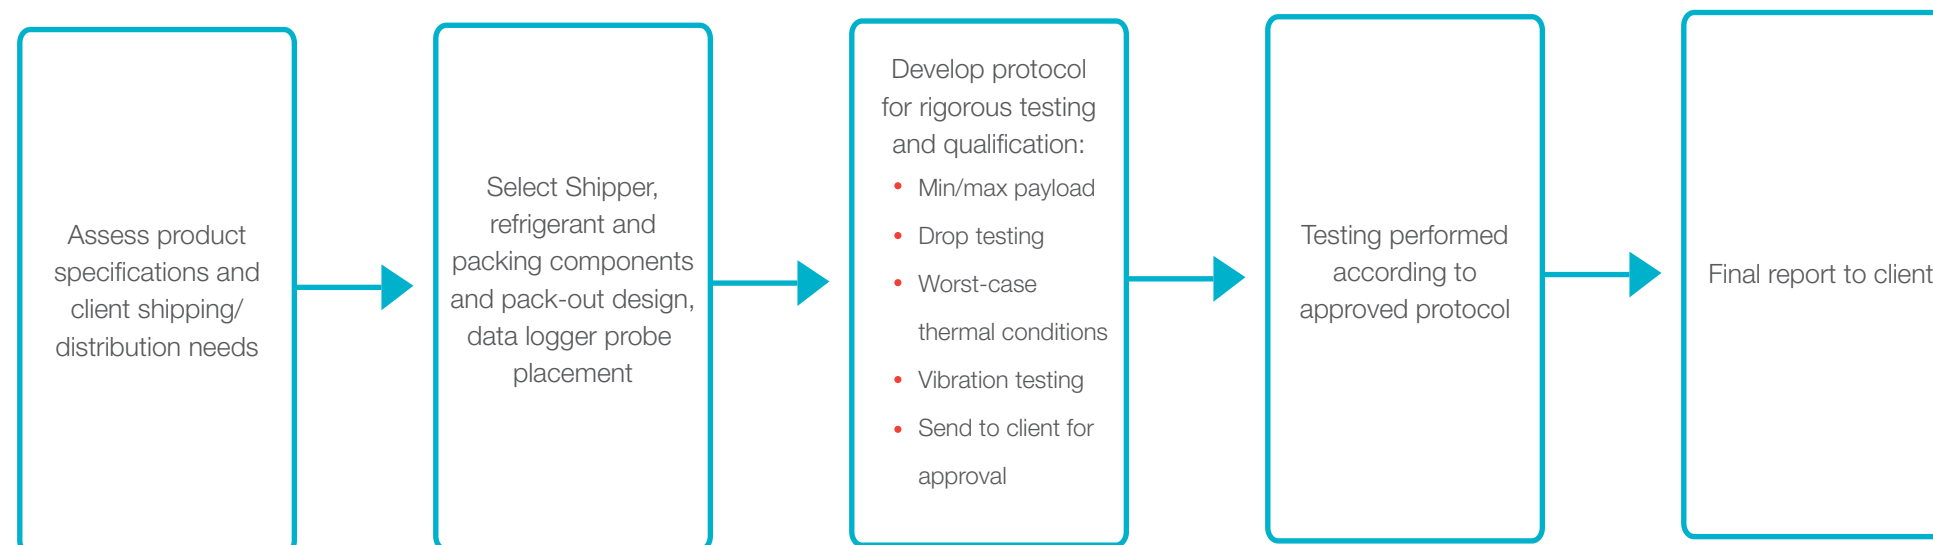 Assess product
specifications and
client shipping/
distribution needs
Select Shipper,
refrigerant and
packing components
and pack-out design,
data logger probe
placement
Develop protocol
for rigorous testing
and qualification:
• Min/max payload
• Drop testing
• Worst-case
thermal conditions
• Vibration testing
• Send to client for
approval
Testing performed
according to
approved protocol
Final report to client